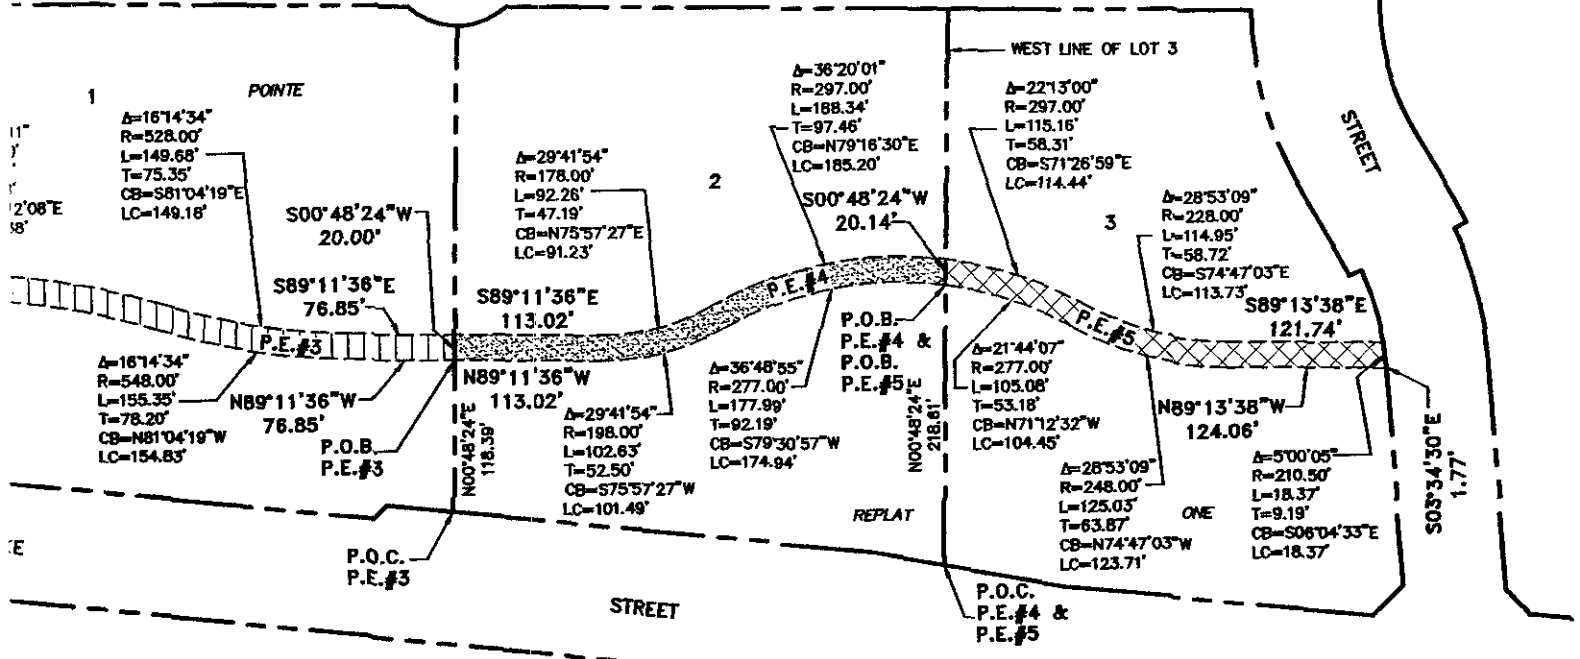 WEST LINE OF LOT 3
1
POINTE
Δ=16°14'34"
R=528.00'
L=149.68'
T=75.35'
CB=S81°04'19"E
LC=149.18'
11"
2'08"E
S00°48'24"W
20.00'
S89°11'36"E
76.85'
Δ=29°41'54"
R=178.00'
L=92.26'
T=47.19'
CB=N75°57'27"E
LC=91.23'
2
Δ=36°20'01"
R=297.00'
L=188.34'
T=97.46'
CB=N79°16'30"E
LC=185.20'
S00°48'24"W
20.14'
Δ=22°13'00"
R=297.00'
L=115.16'
T=58.31'
CB=S71°26'59"E
LC=114.44'
STREET
3
Δ=28°53'09"
R=228.00'
L=114.95'
T=58.72'
CB=S74°47'03"E
LC=113.73'
S89°13'38"E
121.74'
S89°11'36"E
113.02'
P.E.#3
P.E.#4
P.E.#5
Δ=16°14'34"
R=548.00'
L=155.35'
T=78.20'
CB=N81°04'19"W
LC=154.83'
N89°11'36"W
76.85'
P.O.B.
P.E.#3
N00°48'24"E
118.39'
N89°11'36"W
113.02'
Δ=29°41'54"
R=198.00'
L=102.63'
T=52.50'
CB=S75°57'27"W
LC=101.49'
Δ=36°48'55"
R=277.00'
L=177.99'
T=92.19'
CB=S79°30'57"W
LC=174.94'
P.O.B.
P.E.#4 &
P.O.B.
P.E.#5
N00°48'24"E
218.61'
Δ=21°44'07"
R=277.00'
L=105.08'
T=53.18'
CB=N71°12'32"W
LC=104.45'
N89°13'38"W
124.06'
Δ=28°53'09"
R=248.00'
L=125.03'
T=63.87'
CB=N74°47'03"W
LC=123.71'
ONE
Δ=5°00'05"
R=210.50'
L=18.37'
T=9.19'
CB=S06°04'33"E
LC=18.37'
S03°34'30"E
1.77'
REPLAT
P.O.C.
P.E.#3
STREET
P.O.C.
P.E.#4 &
P.E.#5